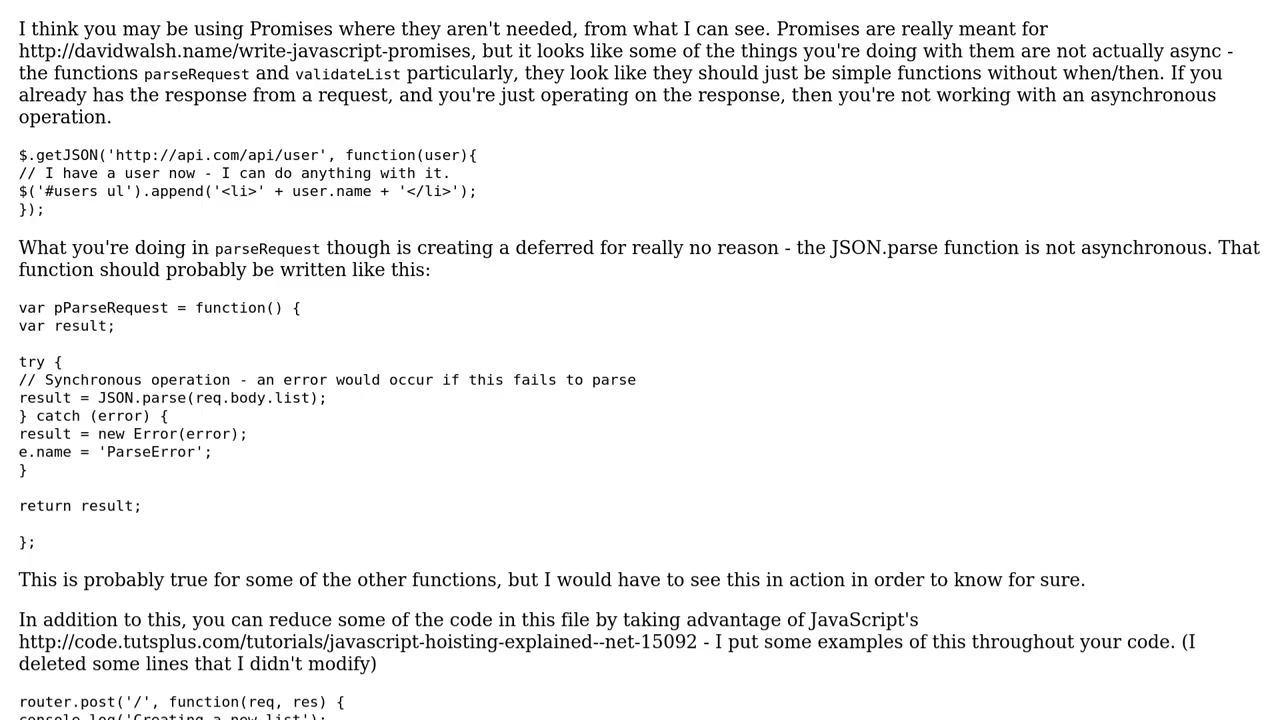 I think you may be using Promises where they aren't needed, from what I can see. Promises are really meant for
http://davidwalsh.name/write-javascript-promises, but it looks like some of the things you're doing with them are not actually async -
the functions parseRequest and validateList particularly, they look like they should just be simple functions without when/then. If you
already has the response from a request, and you're just operating on the response, then you're not working with an asynchronous
operation.
$.getJSON('http://api.com/api/user', function(user){
// I have a user now - I can do anything with it.
$('#users ul').append('<li>' + user.name + '</li>');
});
What you're doing in parseRequest though is creating a deferred for really no reason - the JSON.parse function is not asynchronous. That
function should probably be written like this:
var pParseRequest = function() {
var result;
try {
// Synchronous operation - an error would occur if this fails to parse
result = JSON.parse(req.body.list);
} catch (error) {
result = new Error(error);
e.name = 'ParseError';
}
return result;
};
This is probably true for some of the other functions, but I would have to see this in action in order to know for sure.
In addition to this, you can reduce some of the code in this file by taking advantage of JavaScript's
http://code.tutsplus.com/tutorials/javascript-hoisting-explained--net-15092 - I put some examples of this throughout your code. (I
deleted some lines that I didn't modify)
router.post('/', function(req, res) {
console.log('Creating a new list');